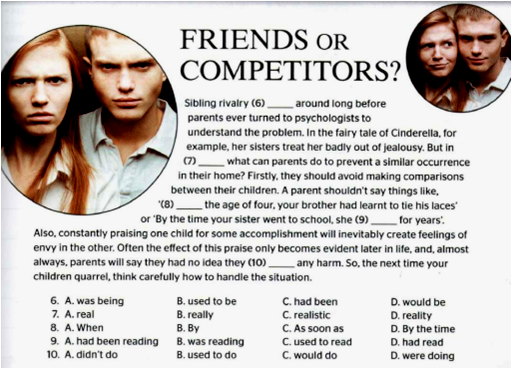 FRIENDS OR
COMPETITORS?
Sibling rivalry (6) _____ around long before
parents ever turned to psychologists to
understand the problem. In the fairy tale of Cinderella, for
example, her sisters treat her badly out of jealousy. But in
(7) _____ what can parents do to prevent a similar occurrence
in their home? Firstly, they should avoid making comparisons
between their children. A parent shouldn't say things like,
'(8) _____ the age of four, your brother had learnt to tie his laces'
or 'By the time your sister went to school, she (9) _____ for years'.
Also, constantly praising one child for some accomplishment will inevitably create feelings of
envy in the other. Often the effect of this praise only becomes evident later in life, and, almost
always, parents will say they had no idea they (10) _____ any harm. So, the next time your
children quarrel, think carefully how to handle the situation.
6. A. was being B. used to be C. had been D. would be
7. A. real B. really C. realistic D. reality
8. A. When B. By C. As soon as D. By the time
9. A. had been reading B. was reading C. used to read D. had read
10. A. didn't do B. used to do C. would do D. were doing